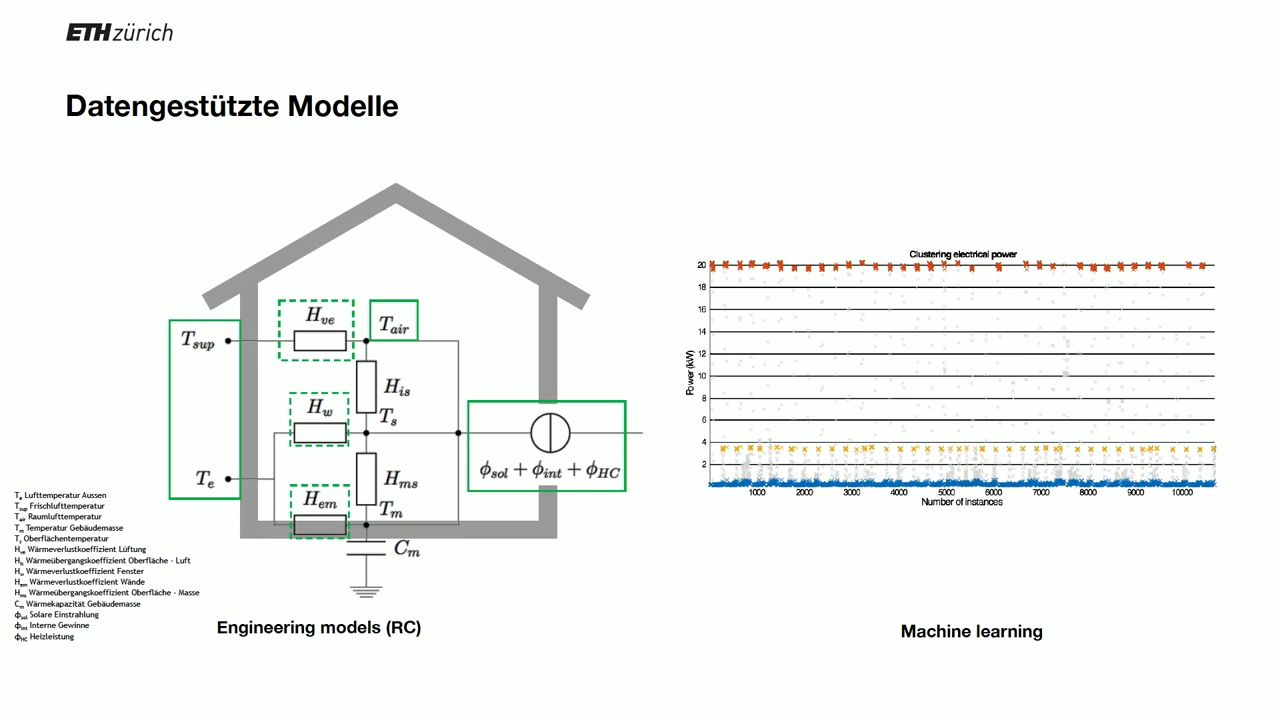 ETH zürich
Datengestützte Modelle
T_sup
H_ve
T_air
H_is
H_w
T_s
T_e
H_ms
H_em
T_m
C_m
ϕ_sol + ϕ_int + ϕ_HC
T_e Lufttemperatur Aussen
T_sup Frischlufttemperatur
T_air Raumlufttemperatur
T_m Temperatur Gebäudemasse
T_s Oberflächentemperatur
H_ve Wärmeverlustkoeffizient Lüftung
H_is Wärmeübergangskoeffizient Oberfläche - Luft
H_w Wärmeverlustkoeffizient Fenster
H_em Wärmeverlustkoeffizient Wände
H_ms Wärmeübergangskoeffizient Oberfläche - Masse
C_m Wärmekapazität Gebäudemasse
ϕ_sol Solare Einstrahlung
ϕ_int Interne Gewinne
ϕ_HC Heizleistung
Engineering models (RC)
Clustering electrical power
Power (kW)
20
18
16
14
12
10
8
6
4
2
1000 2000 3000 4000 5000 6000 7000 8000 9000 10000
Number of instances
Machine learning